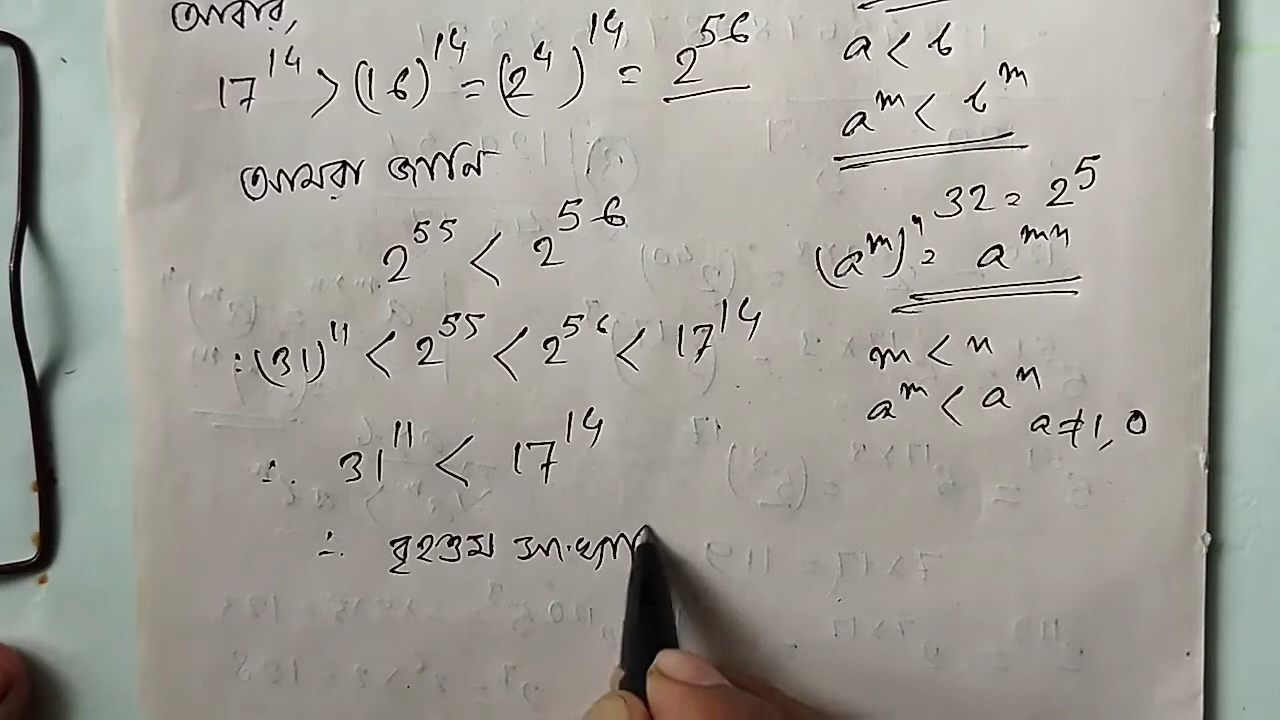 আবার,
17^14 > (16)^14 = (2^4)^14 = 2^56
আমরা জানি
2^55 < 2^56
∴ (31)^11 < 2^55 < 2^56 < 17^14
∴ 31^11 < 17^14
∴ বৃহত্তম সংখ্যা
a < b
a^m < b^m
32 = 2^5
(a^m)^n = a^mn
m < n
a^m < a^n
a ≠ 1, 0